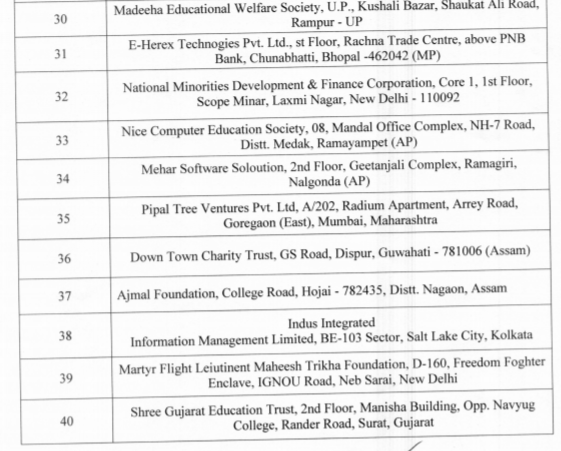 30
Madeeha Educational Welfare Society, U.P., Kushali Bazar, Shaukat Ali Road,
Rampur - UP
31
E-Herex Technogies Pvt. Ltd., st Floor, Rachna Trade Centre, above PNB
Bank, Chunabhatti, Bhopal -462042 (MP)
32
National Minorities Development & Finance Corporation, Core 1, 1st Floor,
Scope Minar, Laxmi Nagar, New Delhi - 110092
33
Nice Computer Education Society, 08, Mandal Office Complex, NH-7 Road,
Distt. Medak, Ramayampet (AP)
34
Mehar Software Soloution, 2nd Floor, Geetanjali Complex, Ramagiri,
Nalgonda (AP)
35
Pipal Tree Ventures Pvt. Ltd, A/202, Radium Apartment, Arrey Road,
Goregaon (East), Mumbai, Maharashtra
36
Down Town Charity Trust, GS Road, Dispur, Guwahati - 781006 (Assam)
37
Ajmal Foundation, College Road, Hojai - 782435, Distt. Nagaon, Assam
38
Indus Integrated
Information Management Limited, BE-103 Sector, Salt Lake City, Kolkata
39
Martyr Flight Leiutinent Maheesh Trikha Foundation, D-160, Freedom Foghter
Enclave, IGNOU Road, Neb Sarai, New Delhi
40
Shree Gujarat Education Trust, 2nd Floor, Manisha Building, Opp. Navyug
College, Rander Road, Surat, Gujarat